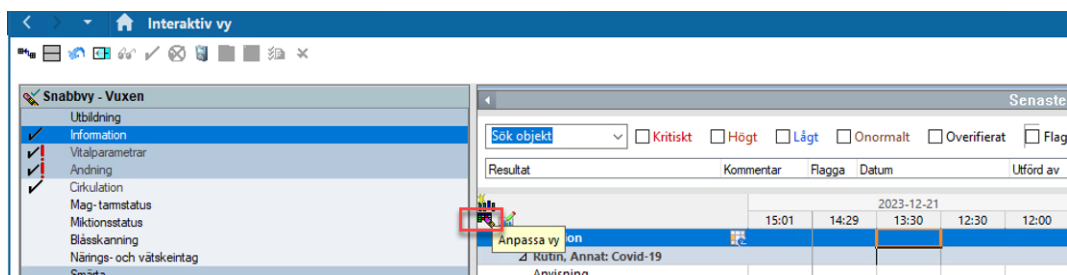 Interaktiv vy
Snabbvy - Vuxen
Utbildning
Information
Vitalparametrar
Andning
Cirkulation
Mag- tarmstatus
Miktionsstatus
Blåsskanning
Närings- och vätskeintag
Smärta
Senaste
Sök objekt
Kritiskt
Högt
Lågt
Onormalt
Overifierat
Flag
Resultat
Kommentar
Flagga
Datum
Utförd av
2023-12-21
15:01
14:29
13:30
12:30
12:00
Anpassa vy
ion
Rutin, Annat: Covid-19
Anvisning